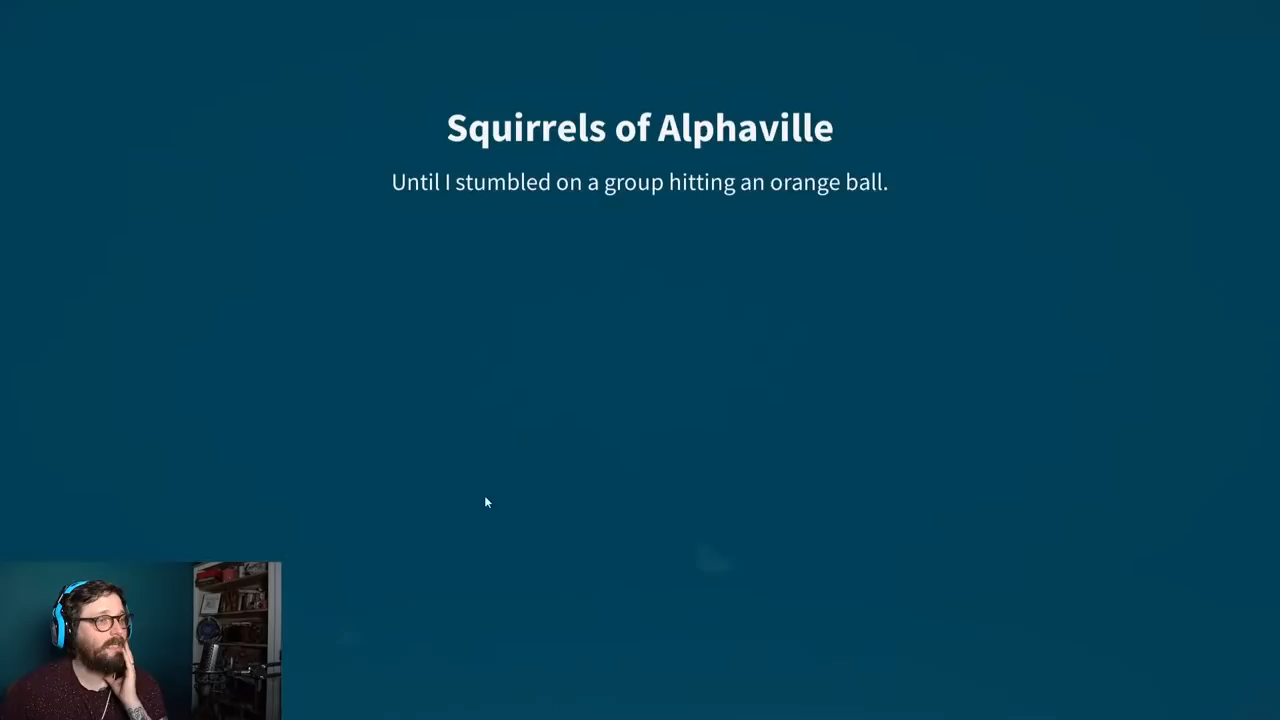 Squirrels of Alphaville
Until I stumbled on a group hitting an orange ball.